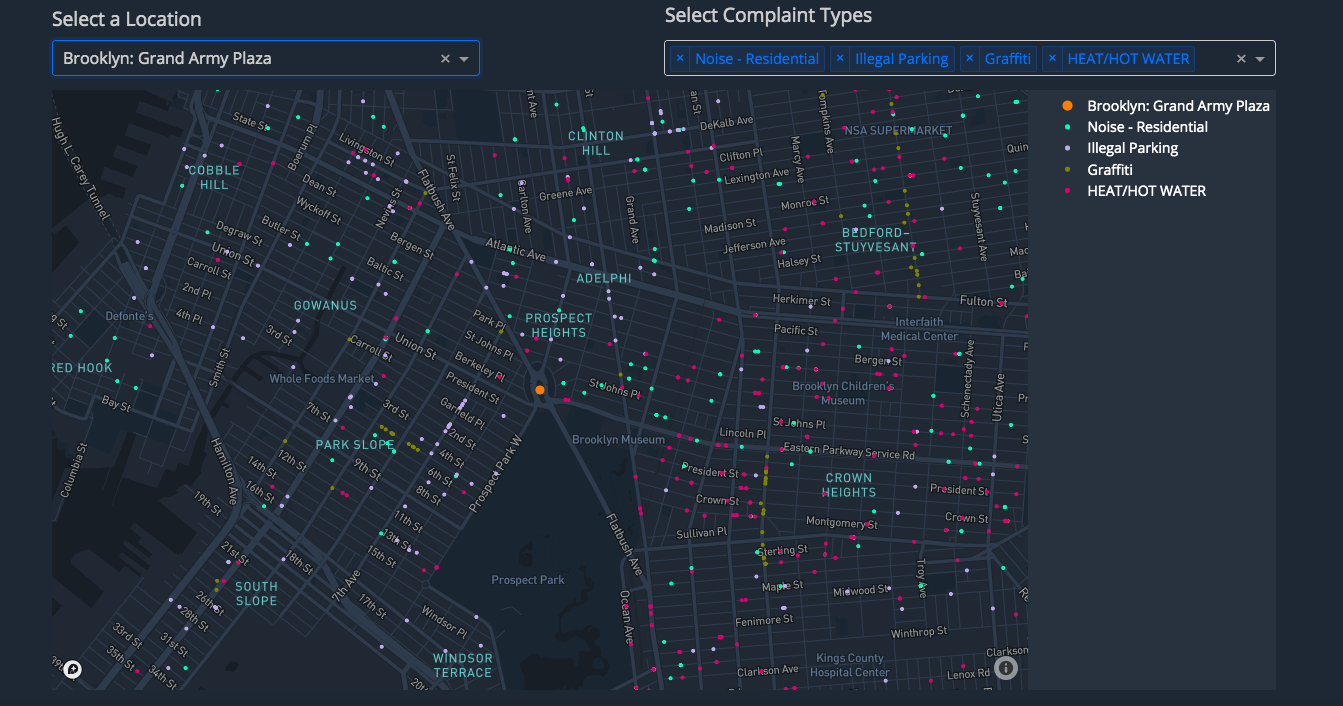 Select a Location
Select Complaint Types
Brooklyn: Grand Army Plaza
× Noise - Residential
× Illegal Parking
× Graffiti
× HEAT/HOT WATER
Brooklyn: Grand Army Plaza
Noise - Residential
Illegal Parking
Graffiti
HEAT/HOT WATER
Hugh L. Carey Tunnel
State St
Boerum Pl
Livingston St
COBBLE
HILL
Dean St
Wyckoff St
Nevins St
Flatbush Ave
St Felix St
CLINTON
HILL
DeKalb Ave
Clifton Pl
Lexington Ave
Greene Ave
Carlton Ave
Grand Ave
Marcy Ave
Tompkins Ave
NSA SUPERMARKET
Monroe St
Madison St
Jefferson Ave
Halsey St
BEDFORD-
STUYVESANT
Stuyvesant Ave
Degraw St
Butler St
Union St
Carroll St
Bergen St
Baltic St
Atlantic Ave
ADELPHI
2nd Pl
4th Pl
Defonte's
GOWANUS
3rd St
Smith St
Herkimer St
Fulton St
Pacific St
Interfaith
Medical Center
PROSPECT
HEIGHTS
Park Pl
St Johns Pl
Union St
Carroll St
Berkeley Pl
President St
Garfield Pl
Bergen St
Schenectady Ave
Utica Ave
RED HOOK
Bay St
Columbia St
Whole Foods Market
7th St
3rd St
2nd St
4th St
6th St
8th St
9th St
PARK SLOPE
St Johns Pl
Brooklyn Children's
Museum
Brooklyn Museum
Lincoln Pl
St Johns Pl
Eastern Parkway Service Rd
President St
Crown St
CROWN
HEIGHTS
President St
Crown St
Montgomery St
Sullivan Pl
Sterling St
Hamilton Ave
14th St
12th St
16th St
19th St
11th St
13th St
15th St
Prospect Park W
Flatbush Ave
21st St
18th St
SOUTH
SLOPE
7th Ave
17th St
26th St
28th St
31st St
33rd St
35th St
34th St
Prospect Park
Ocean Ave
Maple St
Midwood St
Troy Ave
Fenimore St
Winthrop St
Windsor Pl
WINDSOR
TERRACE
Kings County
Hospital Center
Clarkson Ave
Lenox Rd
Clarkson